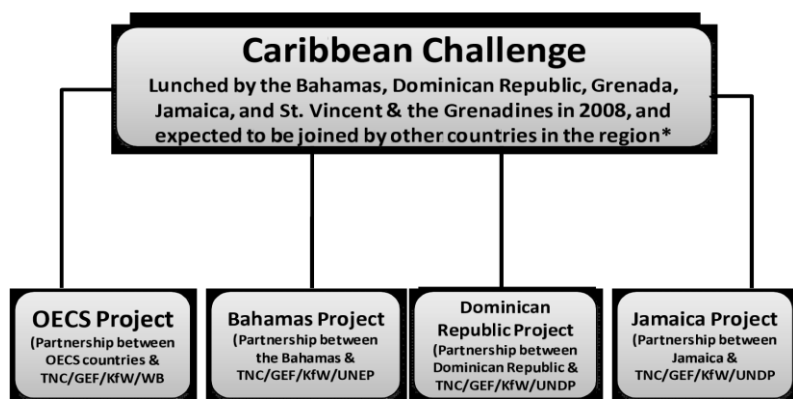 Caribbean Challenge
Lunched by the Bahamas, Dominican Republic, Grenada,
Jamaica, and St. Vincent & the Grenadines in 2008, and
expected to be joined by other countries in the region*
OECS Project
(Partnership between
OECS countries &
TNC/GEF/KfW/WB
Bahamas Project
(Partnership between
the Bahamas &
TNC/GEF/KfW/UNEP
Dominican
Republic Project
(Partnership between
Dominican Republic &
TNC/GEF/KfW/UNDP
Jamaica Project
(Partnership between
Jamaica &
TNC/GEF/KfW/UNDP